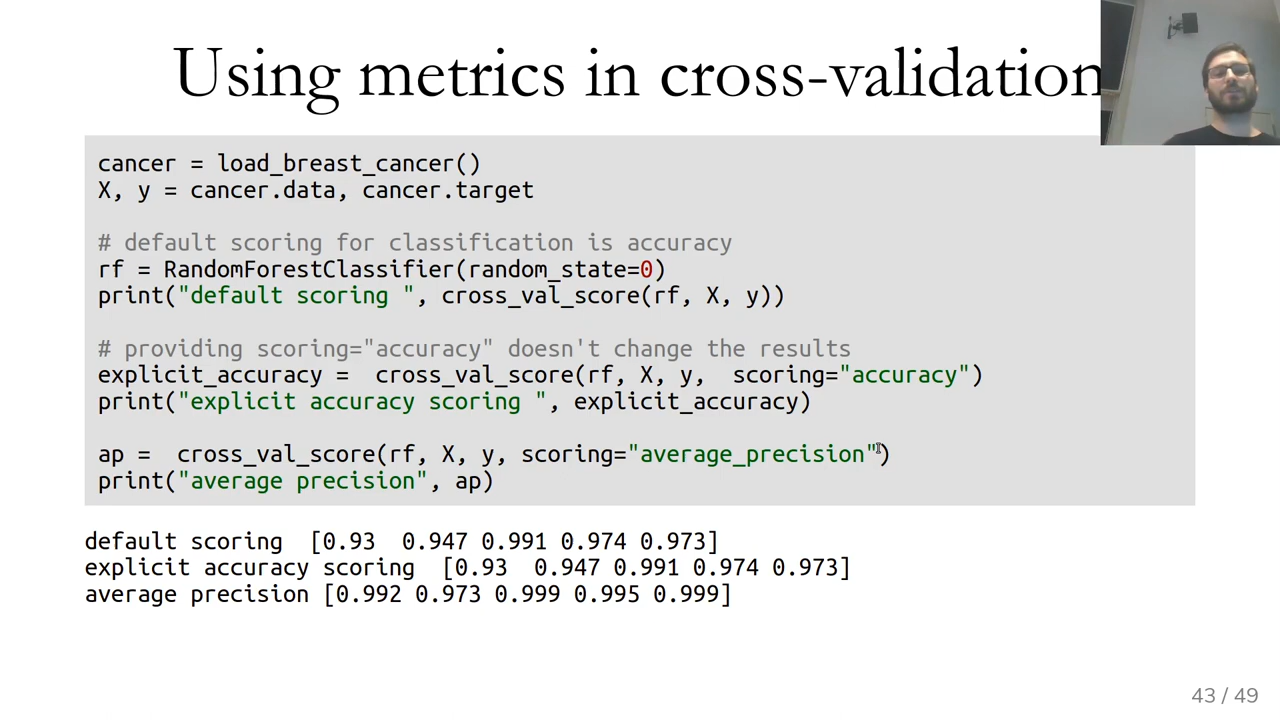 Using metrics in cross-validation
cancer = load_breast_cancer()
X, y = cancer.data, cancer.target
# default scoring for classification is accuracy
rf = RandomForestClassifier(random_state=0)
print("default scoring ", cross_val_score(rf, X, y))
# providing scoring="accuracy" doesn't change the results
explicit_accuracy =  cross_val_score(rf, X, y,  scoring="accuracy")
print("explicit accuracy scoring ", explicit_accuracy)
ap =  cross_val_score(rf, X, y, scoring="average_precision")
print("average precision", ap)
default scoring  [0.93  0.947 0.991 0.974 0.973]
explicit accuracy scoring  [0.93  0.947 0.991 0.974 0.973]
average precision [0.992 0.973 0.999 0.995 0.999]
43 / 49